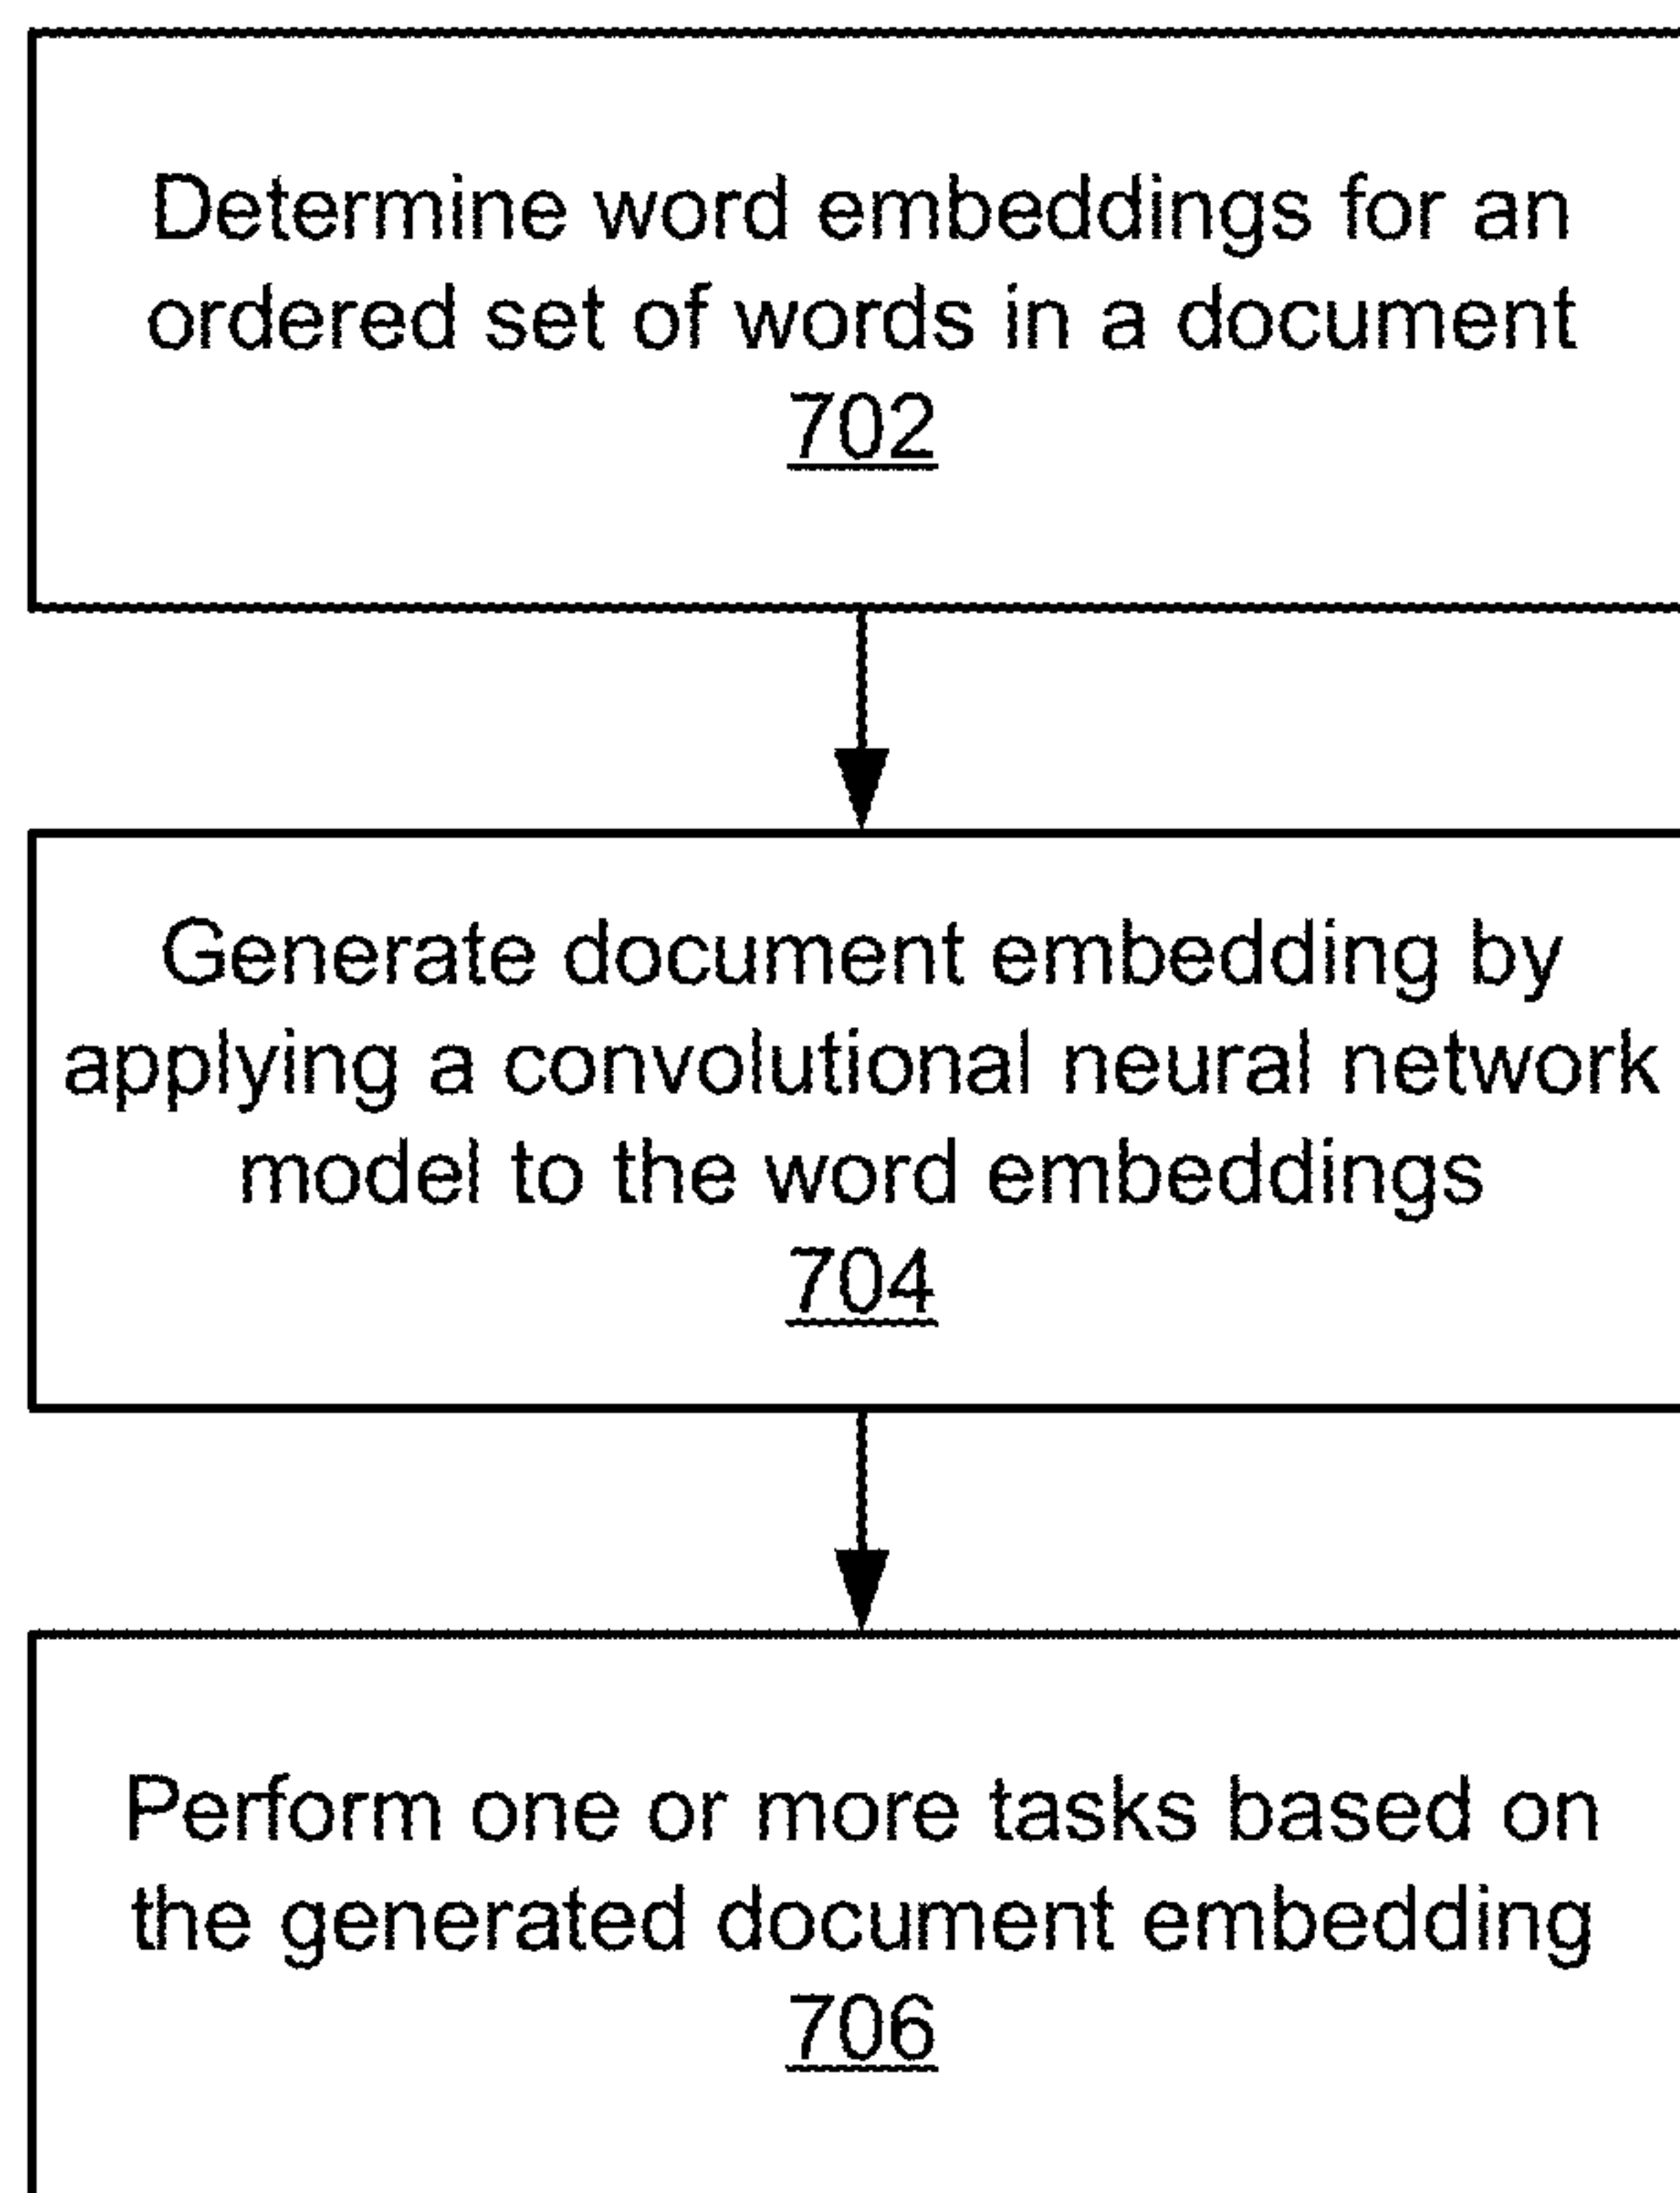 Determine word embeddings for an
ordered set of words in a document
702
Generate document embedding by
applying a convolutional neural network
model to the word embeddings
704
Perform one or more tasks based on
the generated document embedding
706